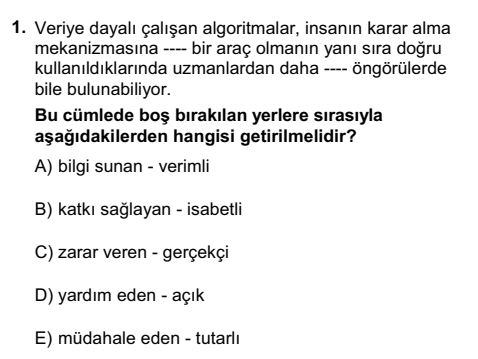 1. Veriye dayalı çalışan algoritmalar, insanın karar alma
mekanizmasına ---- bir araç olmanın yanı sıra doğru
kullanıldıklarında uzmanlardan daha ---- öngörülerde
bile bulunabiliyor.
Bu cümlede boş bırakılan yerlere sırasıyla
aşağıdakilerden hangisi getirilmelidir?
A) bilgi sunan - verimli
B) katkı sağlayan - isabetli
C) zarar veren - gerçekçi
D) yardım eden - açık
E) müdahale eden - tutarlı